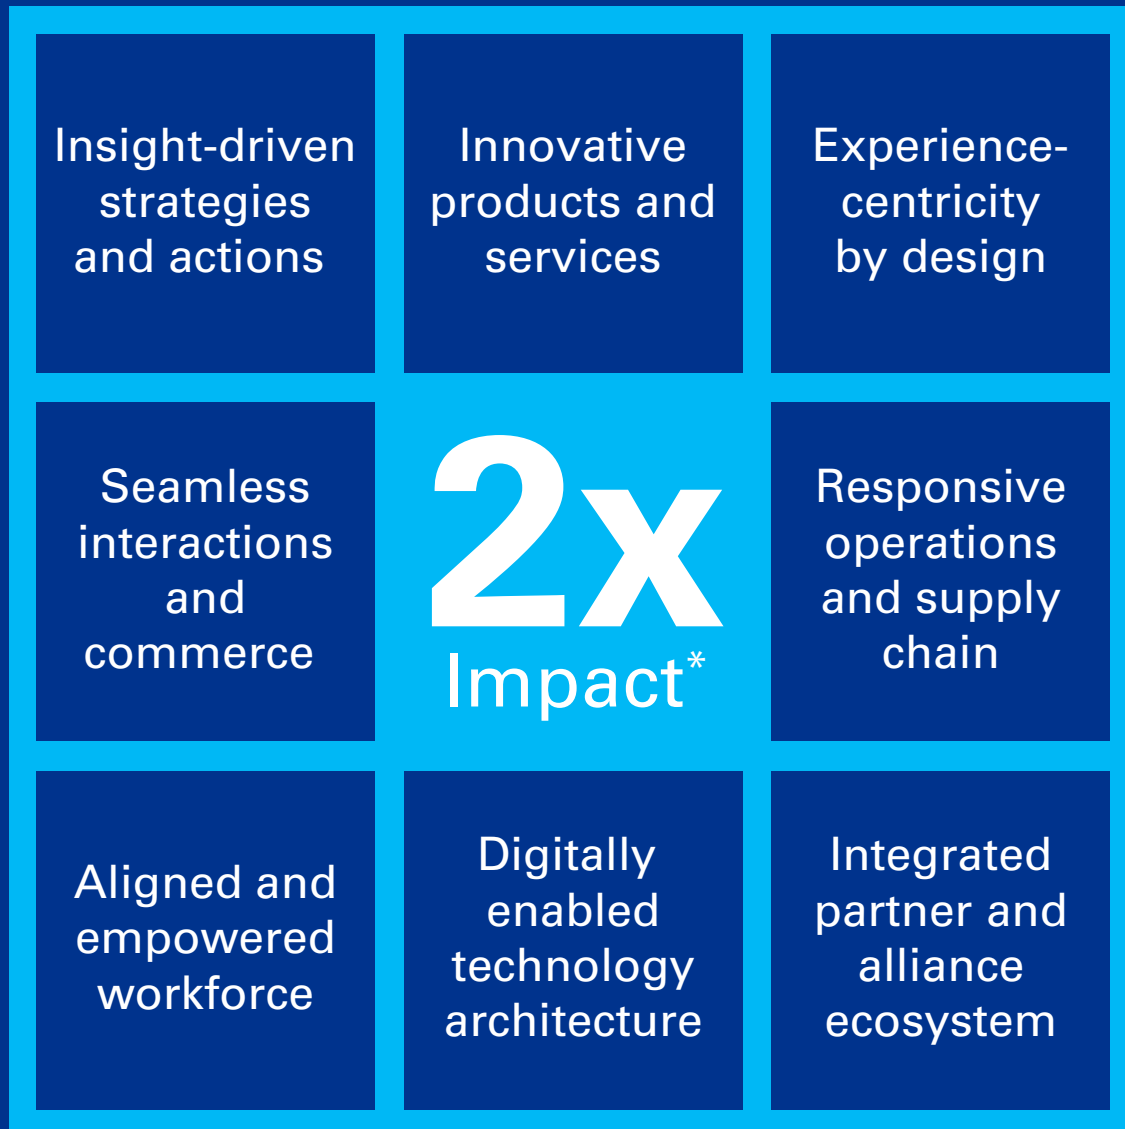 Insight-driven
strategies
and actions
Innovative
products and
services
Experience-
centricity
by design
Seamless
interactions
and
commerce
2x
Impact*
Responsive
operations
and supply
chain
Aligned and
empowered
workforce
Digitally
enabled
technology
architecture
Integrated
partner and
alliance
ecosystem